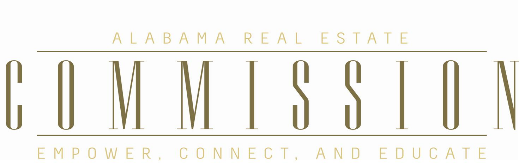 ALABAMA REAL ESTATE
COMMISSION
EMPOWER, CONNECT, AND EDUCATE